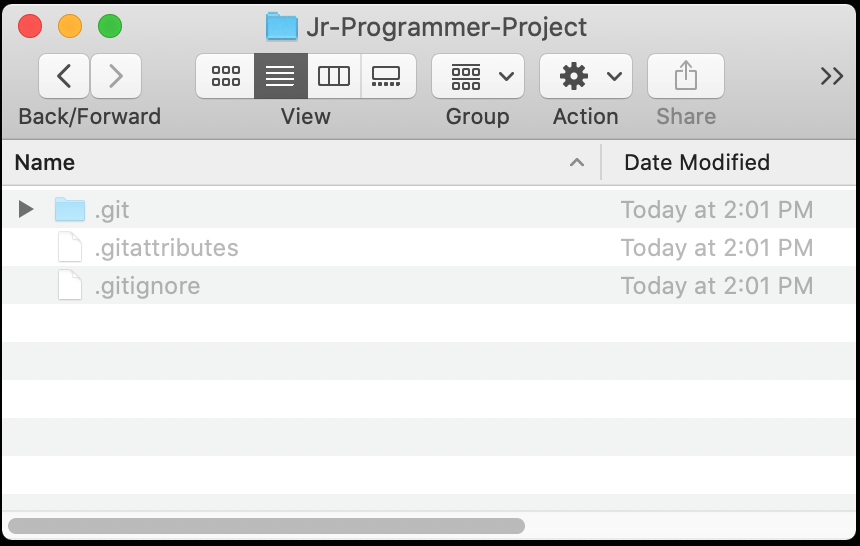 Jr-Programmer-Project
Back/Forward View Group Action Share
Name Date Modified
.git Today at 2:01 PM
.gitattributes Today at 2:01 PM
.gitignore Today at 2:01 PM